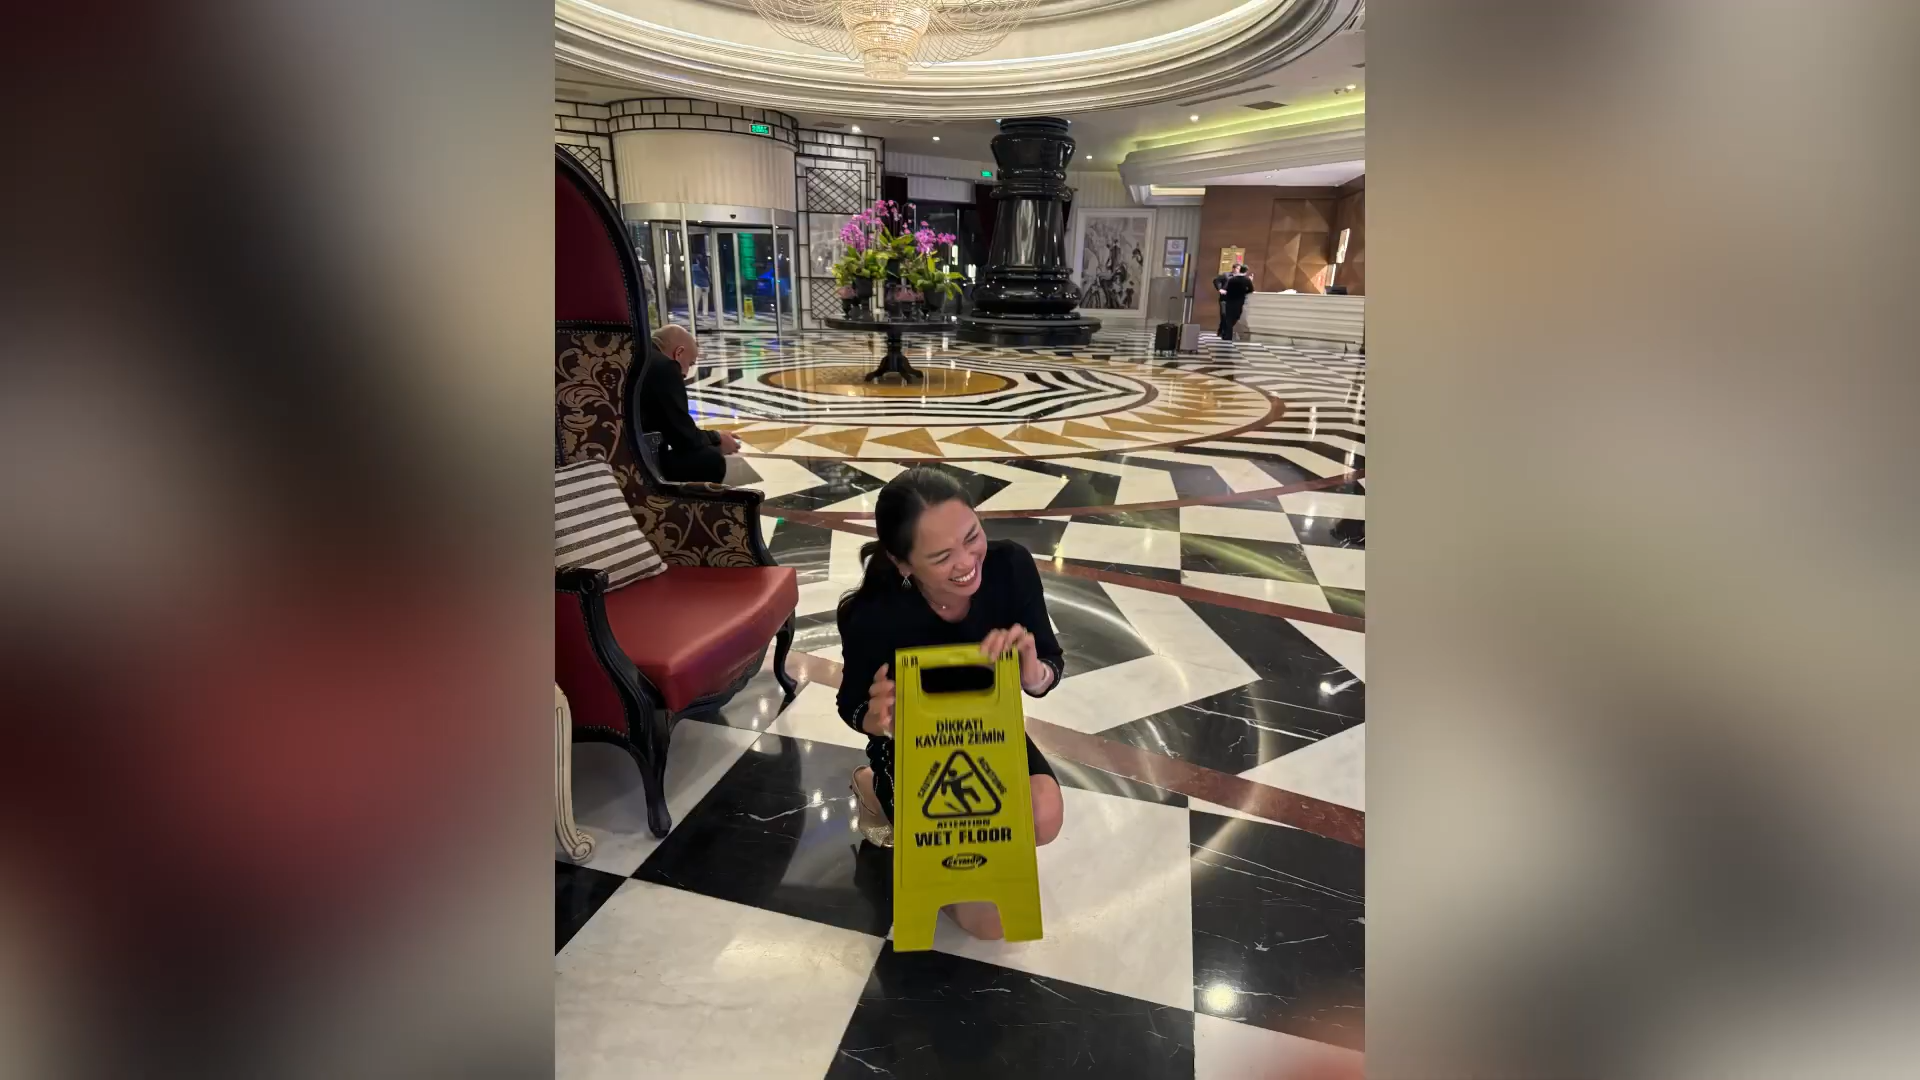 DİKKAT!
KAYGAN ZEMİN
CAUTION
ACHTUNG
ATTENTION
WET FLOOR